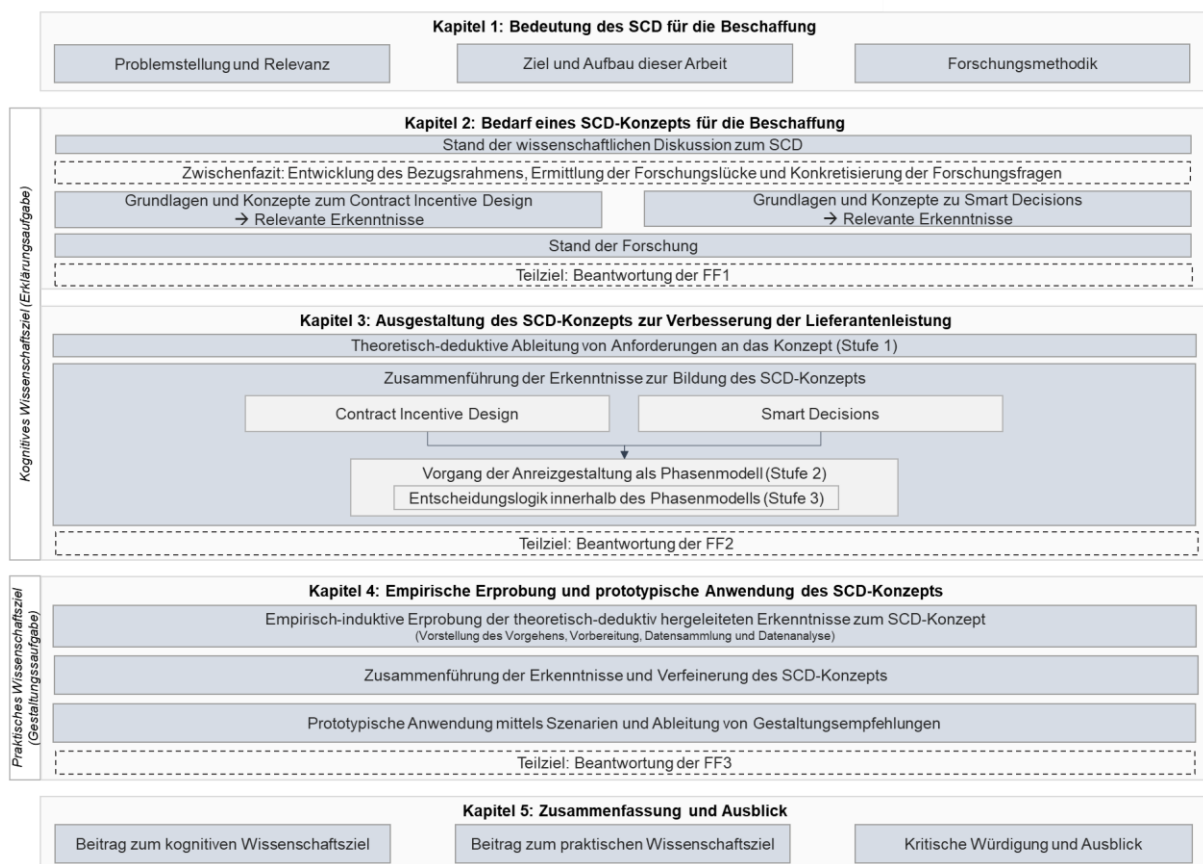 Kapitel 1: Bedeutung des SCD für die Beschaffung
Problemstellung und Relevanz
Ziel und Aufbau dieser Arbeit
Forschungsmethodik
Kognitives Wissenschaftsziel (Erklärungsaufgabe)
Kapitel 2: Bedarf eines SCD-Konzepts für die Beschaffung
Stand der wissenschaftlichen Diskussion zum SCD
Zwischenfazit: Entwicklung des Bezugsrahmens, Ermittlung der Forschungslücke und Konkretisierung der Forschungsfragen
Grundlagen und Konzepte zum Contract Incentive Design
→ Relevante Erkenntnisse
Grundlagen und Konzepte zu Smart Decisions
→ Relevante Erkenntnisse
Stand der Forschung
Teilziel: Beantwortung der FF1
Kapitel 3: Ausgestaltung des SCD-Konzepts zur Verbesserung der Lieferantenleistung
Theoretisch-deduktive Ableitung von Anforderungen an das Konzept (Stufe 1)
Zusammenführung der Erkenntnisse zur Bildung des SCD-Konzepts
Contract Incentive Design
Smart Decisions
Vorgang der Anreizgestaltung als Phasenmodell (Stufe 2)
Entscheidungslogik innerhalb des Phasenmodells (Stufe 3)
Teilziel: Beantwortung der FF2
Praktisches Wissenschaftsziel
(Gestaltungssaufgabe)
Kapitel 4: Empirische Erprobung und prototypische Anwendung des SCD-Konzepts
Empirisch-induktive Erprobung der theoretisch-deduktiv hergeleiteten Erkenntnisse zum SCD-Konzept
(Vorstellung des Vorgehens, Vorbereitung, Datensammlung und Datenanalyse)
Zusammenführung der Erkenntnisse und Verfeinerung des SCD-Konzepts
Prototypische Anwendung mittels Szenarien und Ableitung von Gestaltungsempfehlungen
Teilziel: Beantwortung der FF3
Kapitel 5: Zusammenfassung und Ausblick
Beitrag zum kognitiven Wissenschaftsziel
Beitrag zum praktischen Wissenschaftsziel
Kritische Würdigung und Ausblick